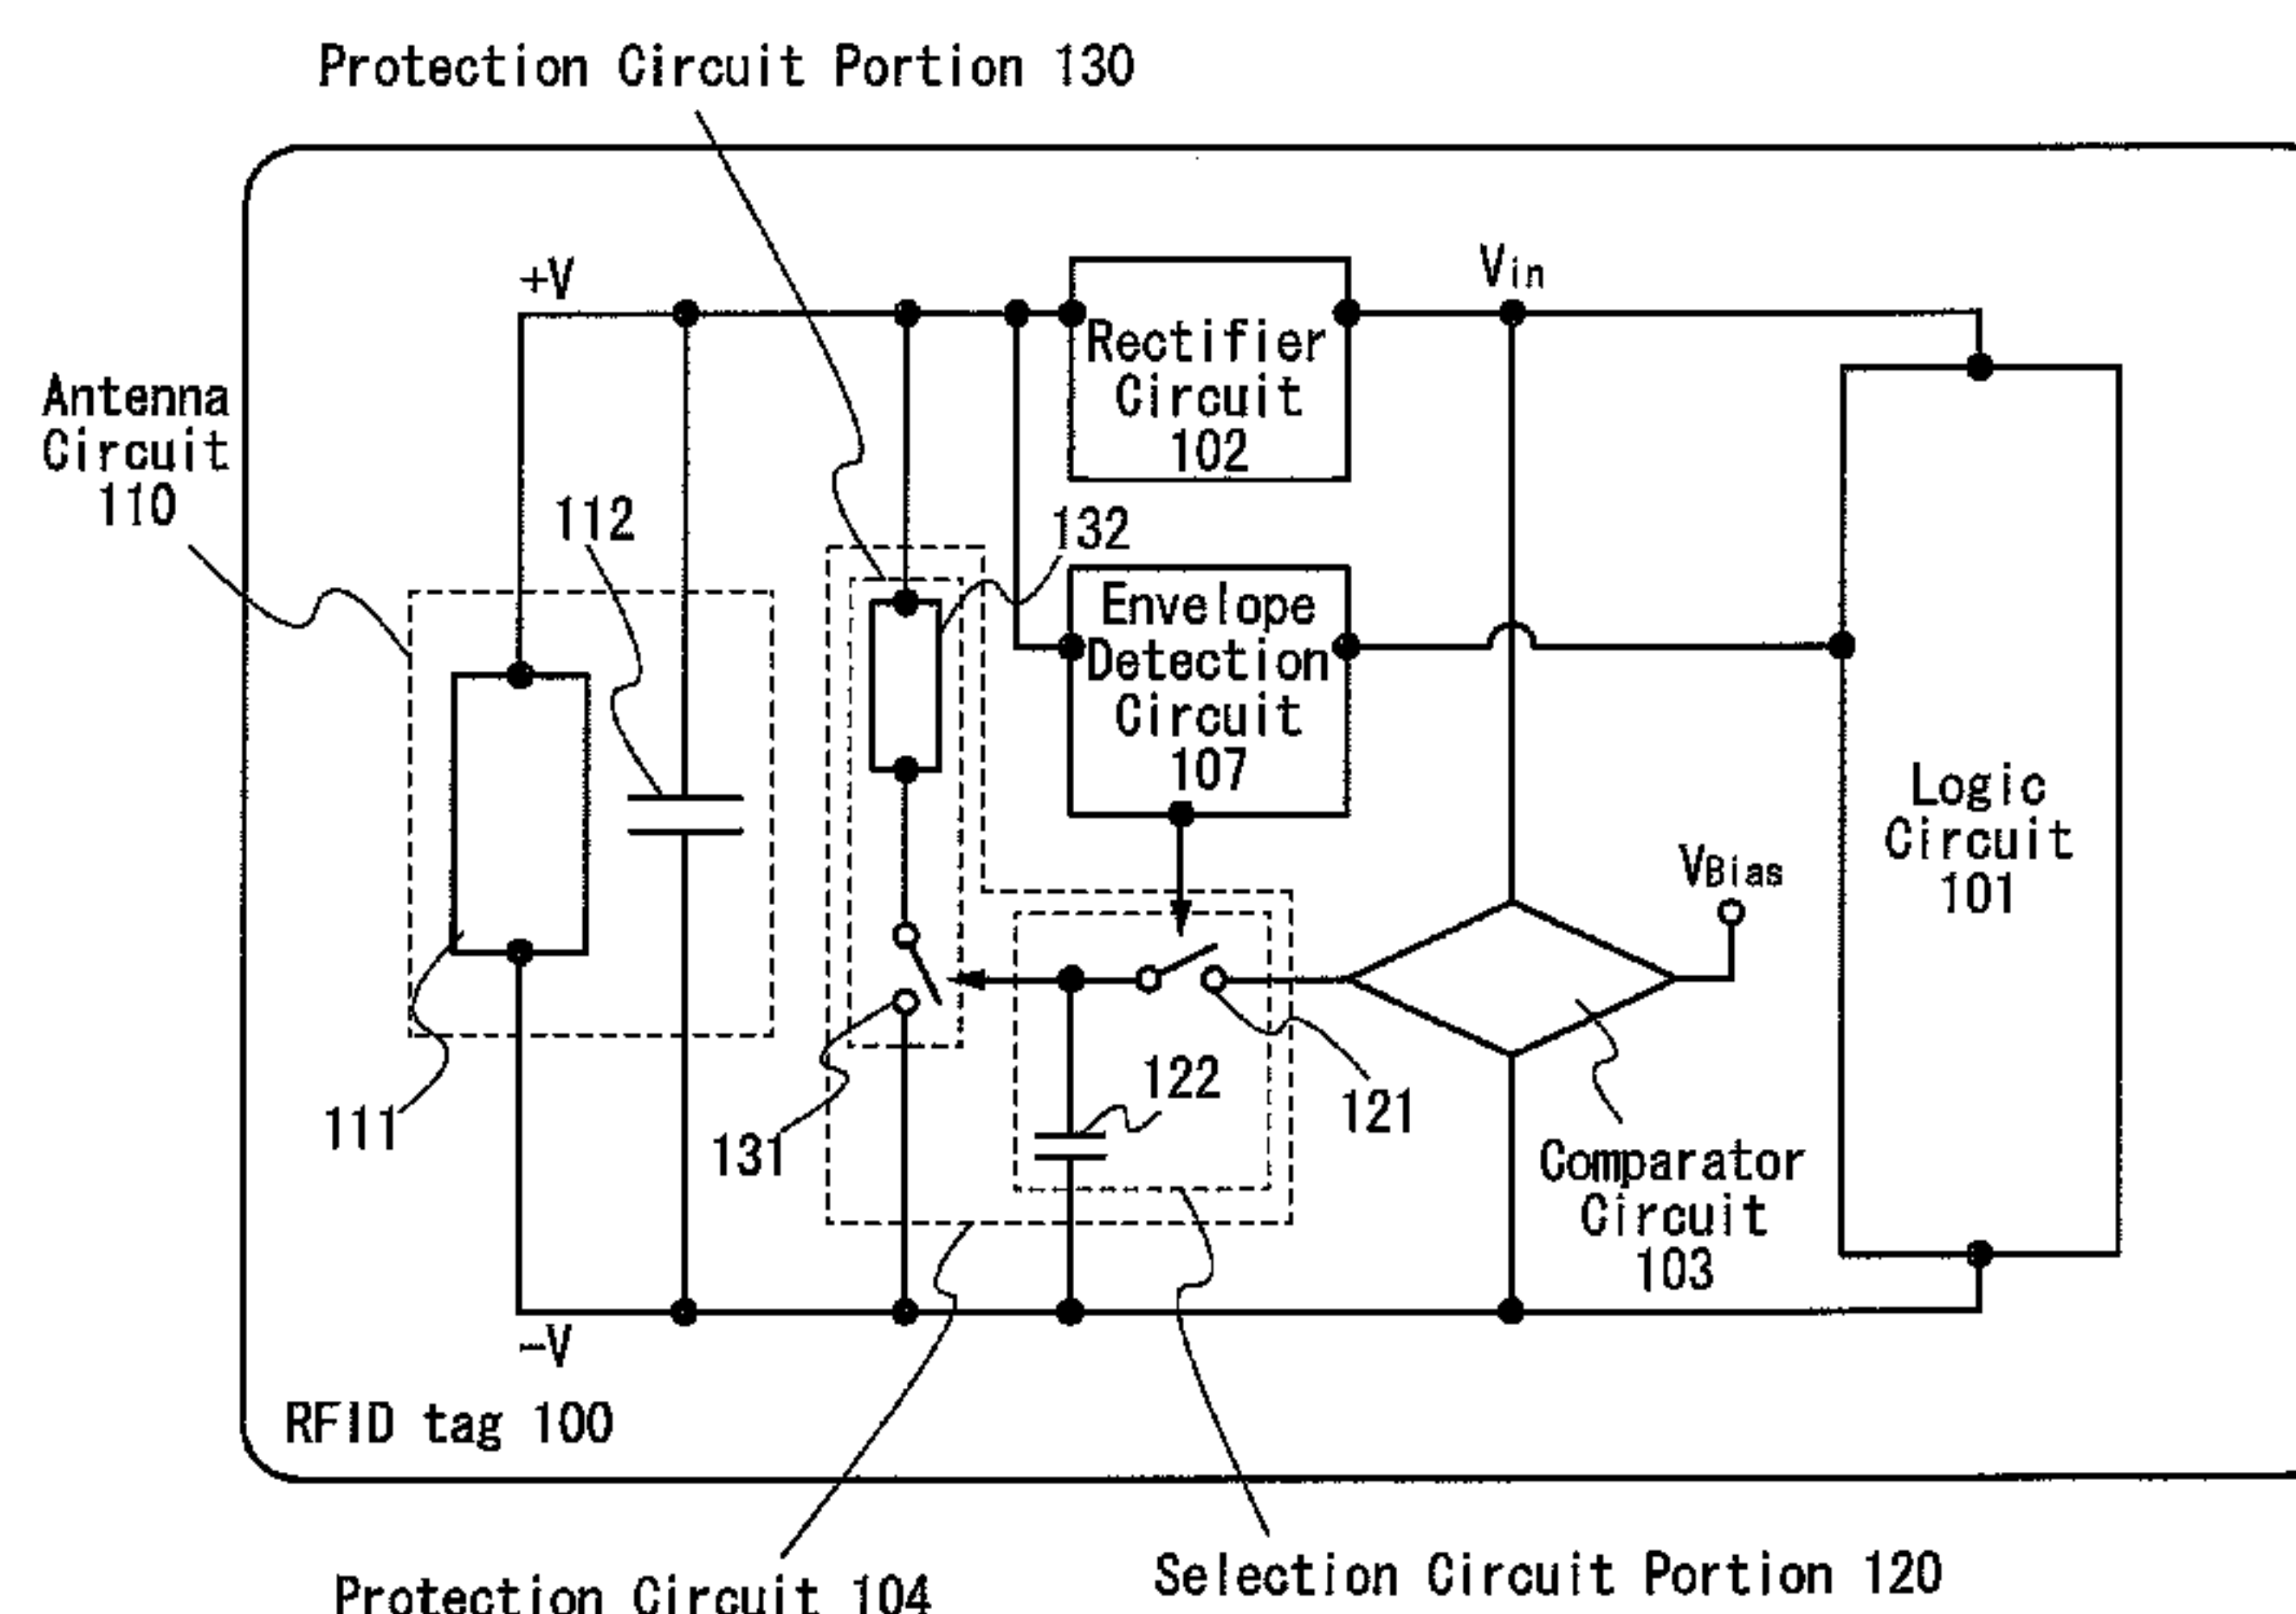 Protection Circuit Portion 130
+V
Vin
Rectifier
Circuit
102
Antenna
Circuit
110
112
132
Envelope
Detection
Circuit
107
Logic
Circuit
101
VBias
111
131
122
121
Comparator
Circuit
103
-V
RFID tag 100
Protection Circuit 104
Selection Circuit Portion 120